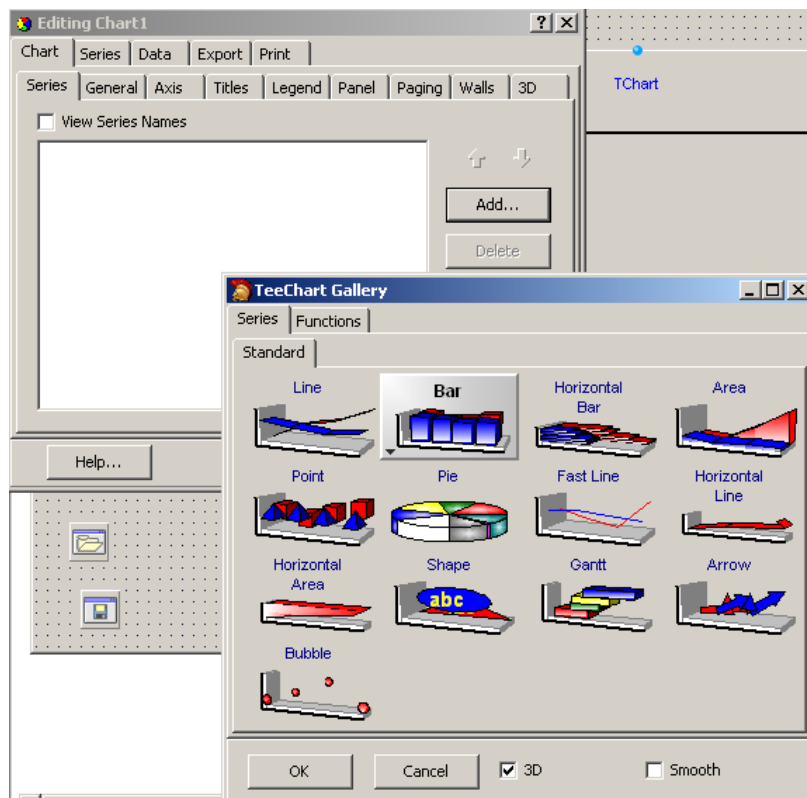 Editing Chart1
Chart Series Data Export Print
Series General Axis Titles Legend Panel Paging Walls 3D
TChart
View Series Names
Add...
Delete
TeeChart Gallery
Series Functions
Standard
Line Bar Horizontal Bar Area
Point Pie Fast Line Horizontal Line
Horizontal Area Shape Gantt Arrow
abc
Bubble
Help...
OK Cancel 3D Smooth